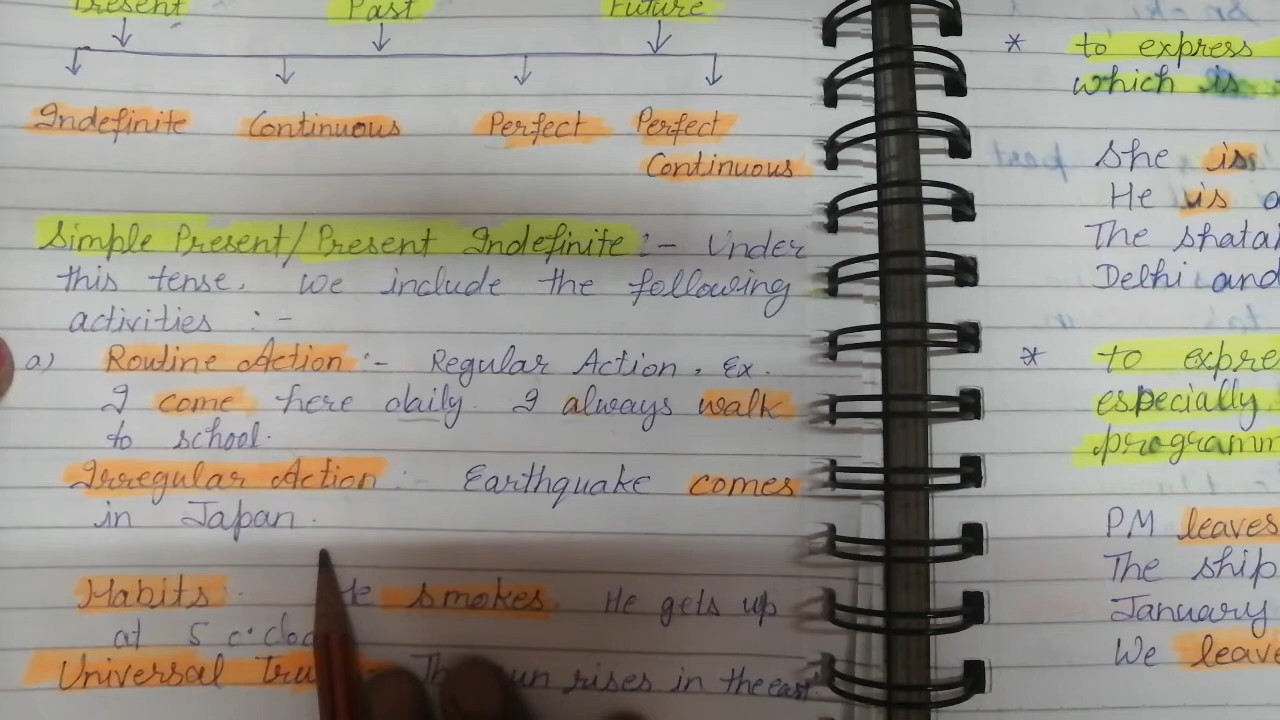 Present Past Future
Indefinite Continuous Perfect Perfect
Continuous
Simple Present/Present Indefinite :- Under
this tense, we include the following
activities :-
a) Routine Action :- Regular Action. Ex.
I come here daily. I always walk
to school.
Irregular Action :- Earthquake comes
in Japan.
Habits : smokes. He gets up
at 5
Universal rises in the east.
* to express
which is
She is
He is
The
Delhi and
*
especially
PM leaves
The ship
January
We